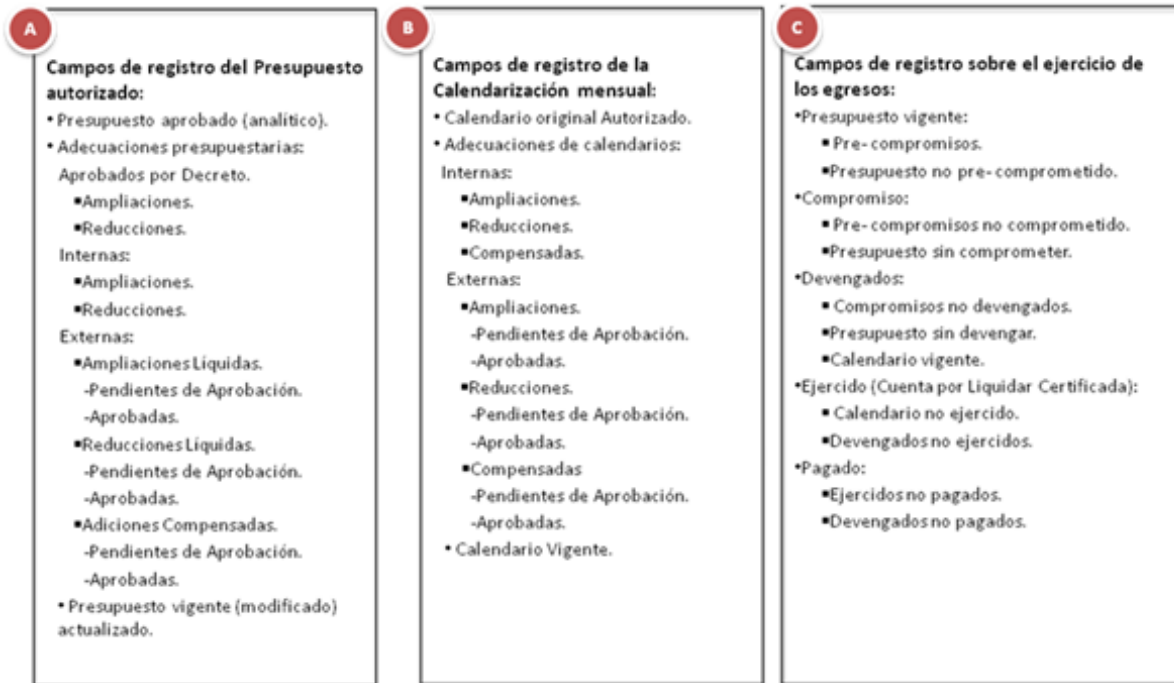 A
Campos de registro del Presupuesto
autorizado:
• Presupuesto aprobado (analítico).
• Adecuaciones presupuestarias:
Aprobados por Decreto.
▪Ampliaciones.
▪Reducciones.
Internas:
▪Ampliaciones.
▪Reducciones.
Externas:
▪Ampliaciones Líquidas.
-Pendientes de Aprobación.
-Aprobadas.
▪Reducciones Líquidas.
-Pendientes de Aprobación.
-Aprobadas.
▪Adiciones Compensadas.
-Pendientes de Aprobación.
-Aprobadas.
• Presupuesto vigente (modificado)
actualizado.
B
Campos de registro de la
Calendarización mensual:
• Calendario original Autorizado.
• Adecuaciones de calendarios:
Internas:
▪Ampliaciones.
▪Reducciones.
▪Compensadas.
Externas:
▪Ampliaciones.
-Pendientes de Aprobación.
-Aprobadas.
▪Reducciones.
-Pendientes de Aprobación.
-Aprobadas.
▪Compensadas
-Pendientes de Aprobación.
-Aprobadas.
• Calendario Vigente.
C
Campos de registro sobre el ejercicio de
los egresos:
•Presupuesto vigente:
▪ Pre- compromisos.
▪Presupuesto no pre- comprometido.
•Compromiso:
▪ Pre- compromisos no comprometido.
▪Presupuesto sin comprometer.
•Devengados:
▪ Compromisos no devengados.
▪Presupuesto sin devengar.
▪Calendario vigente.
•Ejercido (Cuenta por Liquidar Certificada):
▪ Calendario no ejercido.
▪Devengados no ejercidos.
•Pagado:
▪Ejercidos no pagados.
▪Devengados no pagados.